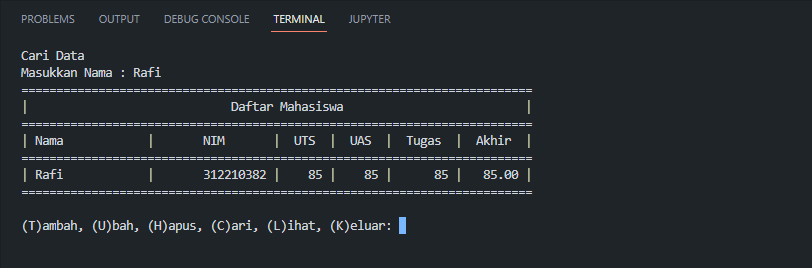 PROBLEMS OUTPUT DEBUG CONSOLE TERMINAL JUPYTER
Cari Data
Masukkan Nama : Rafi
=========================================================================
|                             Daftar Mahasiswa                          |
=========================================================================
| Nama            |       NIM       |  UTS  |  UAS  |  Tugas  |  Akhir  |
=========================================================================
| Rafi            |       312210382 |    85 |    85 |      85 |   85.00 |
=========================================================================
(T)ambah, (U)bah, (H)apus, (C)ari, (L)ihat, (K)eluar: